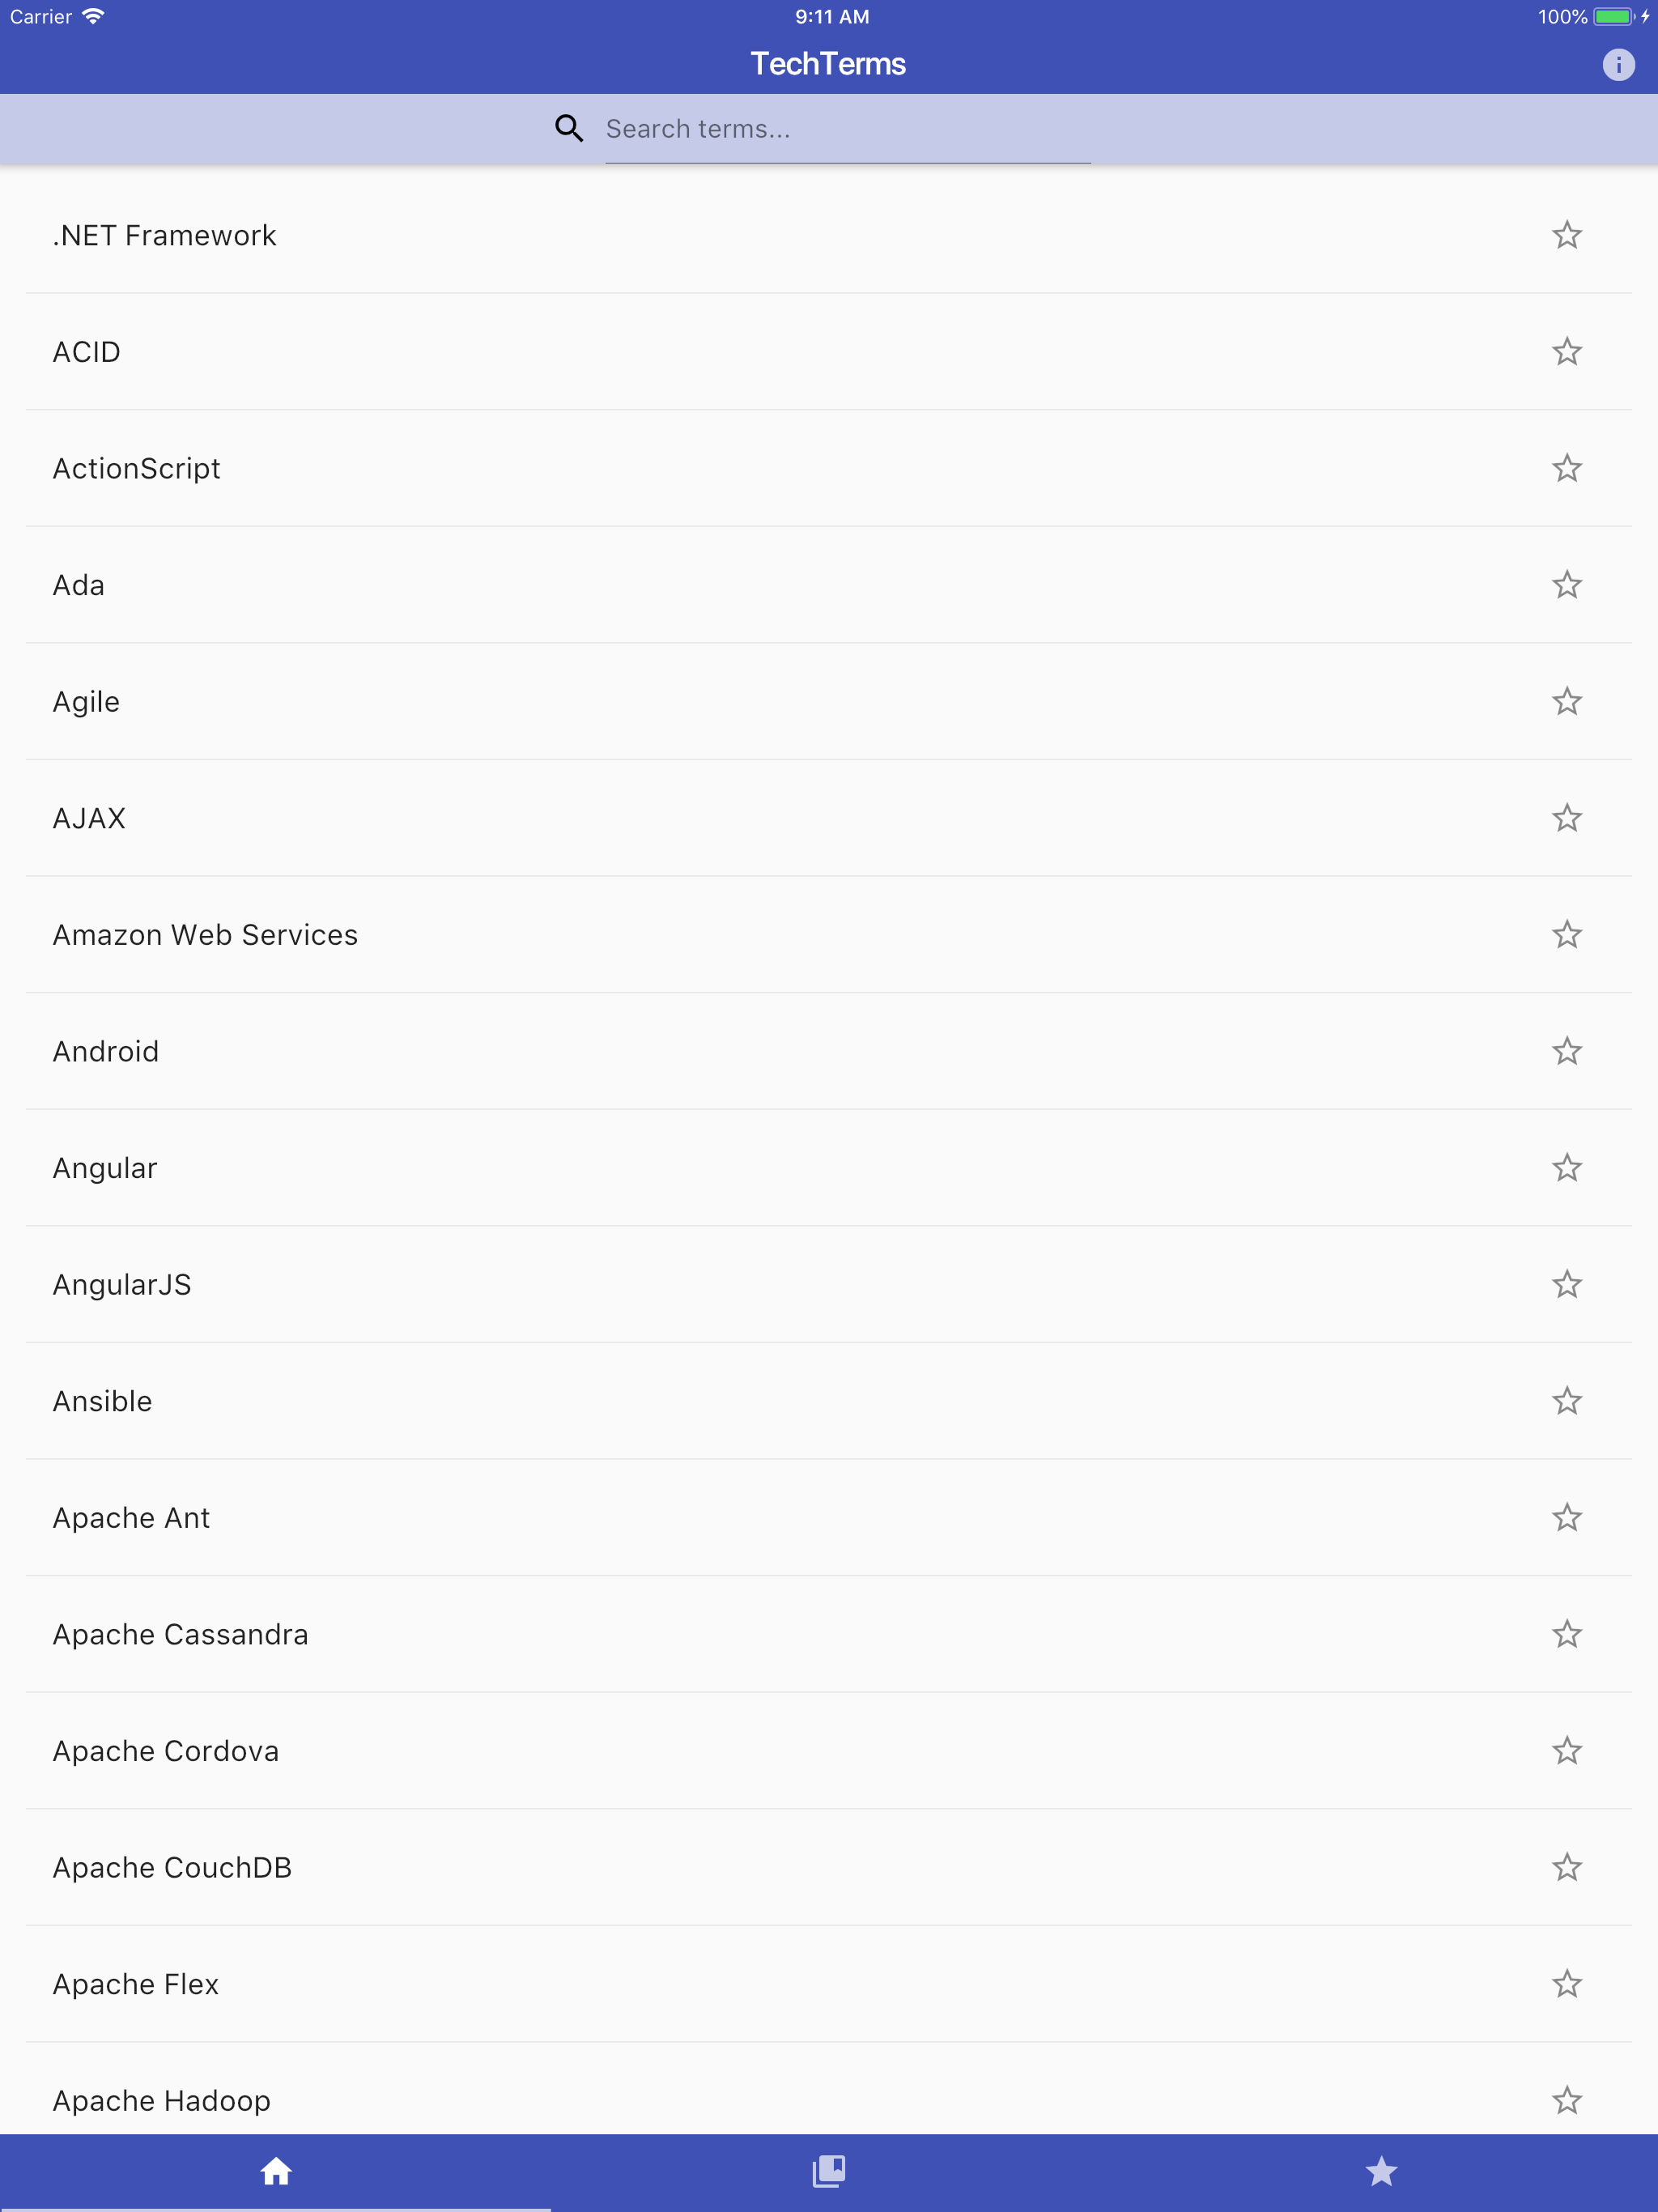 Carrier 9:11 AM 100%
TechTerms
Search terms...
.NET Framework
ACID
ActionScript
Ada
Agile
AJAX
Amazon Web Services
Android
Angular
AngularJS
Ansible
Apache Ant
Apache Cassandra
Apache Cordova
Apache CouchDB
Apache Flex
Apache Hadoop